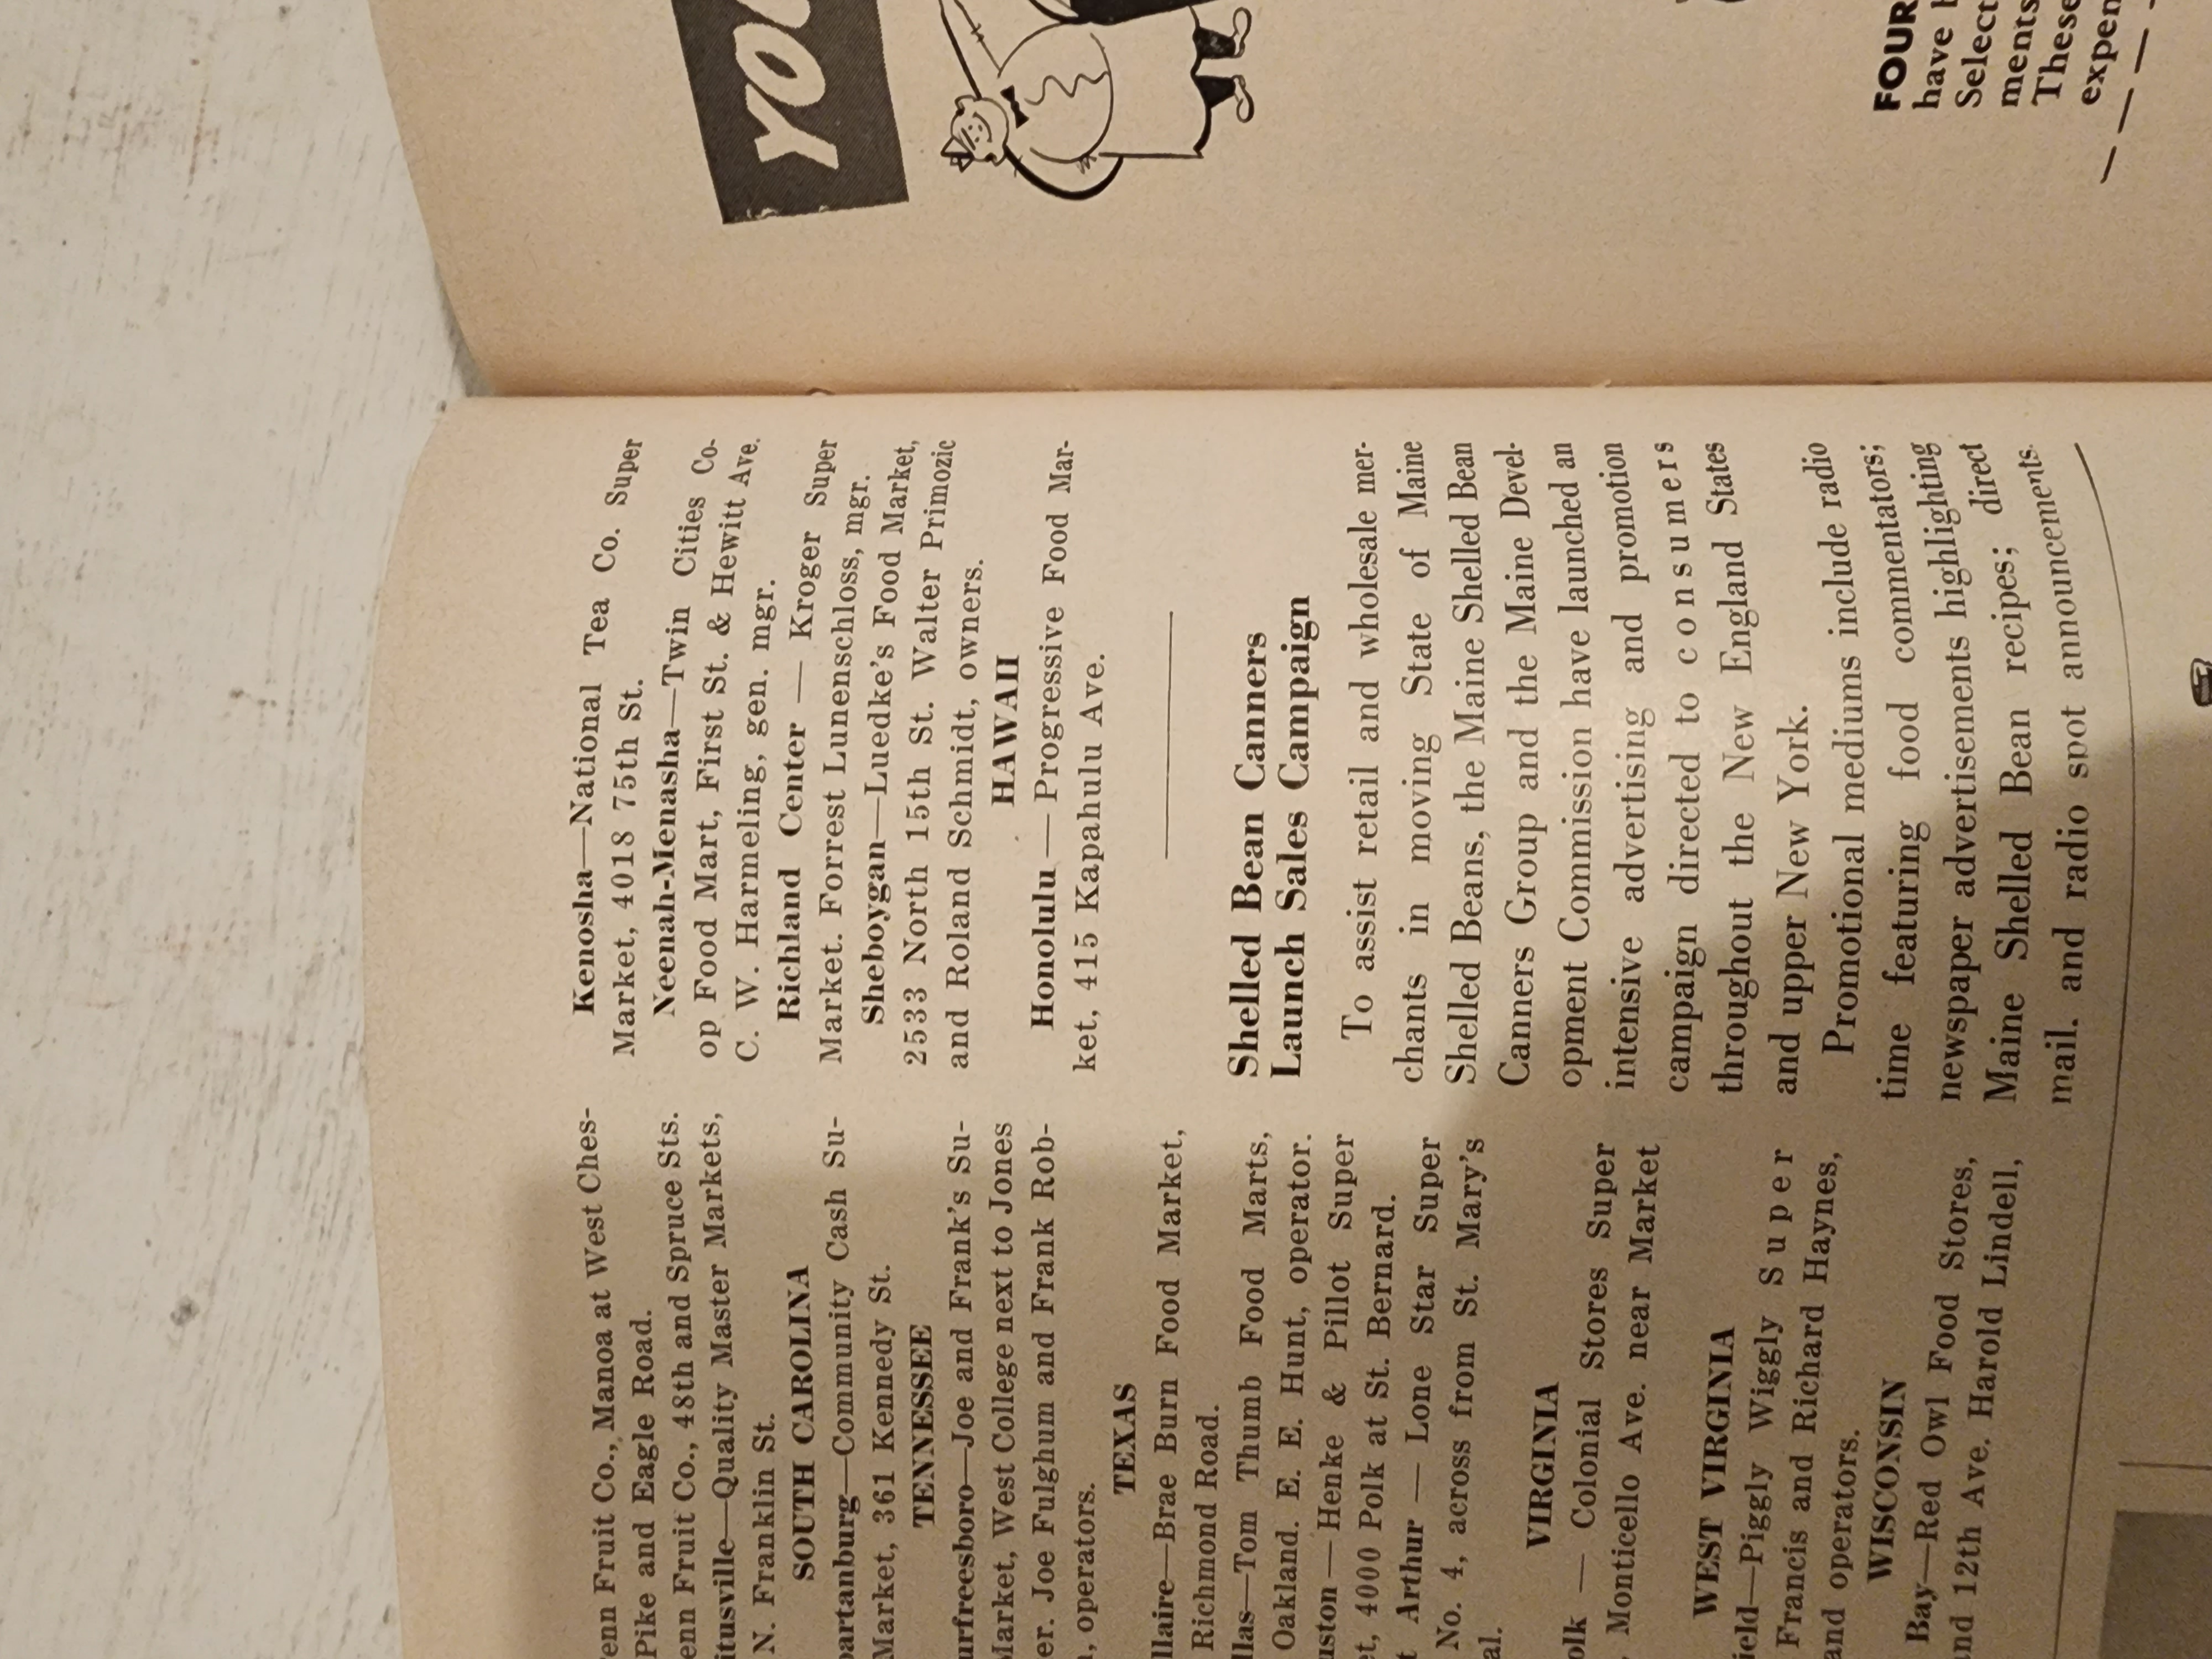 enn Fruit Co., Manoa at West Ches-
Pike and Eagle Road.
enn Fruit Co., 48th and Spruce Sts.
itusville—Quality Master Markets,
N. Franklin St.
SOUTH CAROLINA
partanburg—Community Cash Su-
Market, 361 Kennedy St.
TENNESSEE
urfreesboro—Joe and Frank's Su-
Market, West College next to Jones
er. Joe Fulghum and Frank Rob-
, operators.
TEXAS
llaire—Brae Burn Food Market,
Richmond Road.
llas—Tom Thumb Food Marts,
Oakland. E. E. Hunt, operator.
uston — Henke & Pillot Super
et, 4000 Polk at St. Bernard.
t Arthur — Lone Star Super
No. 4, across from St. Mary's
al.
VIRGINIA
olk — Colonial Stores Super
Monticello Ave. near Market
WEST VIRGINIA
ield—Piggly Wiggly Super
Francis and Richard Haynes,
and operators.
WISCONSIN
Bay—Red Owl Food Stores,
and 12th Ave. Harold Lindell,
Kenosha—National Tea Co. Super
Market, 4018 75th St.
Neenah-Menasha—Twin Cities Co-
op Food Mart, First St. & Hewitt Ave.
C. W. Harmeling, gen. mgr.
Richland Center — Kroger Super
Market. Forrest Lunenschloss, mgr.
Sheboygan—Luedke's Food Market,
2533 North 15th St. Walter Primozic
and Roland Schmidt, owners.
HAWAII
Honolulu — Progressive Food Mar-
ket, 415 Kapahulu Ave.
Shelled Bean Canners
Launch Sales Campaign
To assist retail and wholesale mer-
chants in moving State of Maine
Shelled Beans, the Maine Shelled Bean
Canners Group and the Maine Devel-
opment Commission have launched an
intensive advertising and promotion
campaign directed to consumers
throughout the New England States
and upper New York.
Promotional mediums include radio
time featuring food commentators;
newspaper advertisements highlighting
Maine Shelled Bean recipes; direct
mail, and radio spot announcements.
YOU
FOUR
have
Select
ments
These
expen